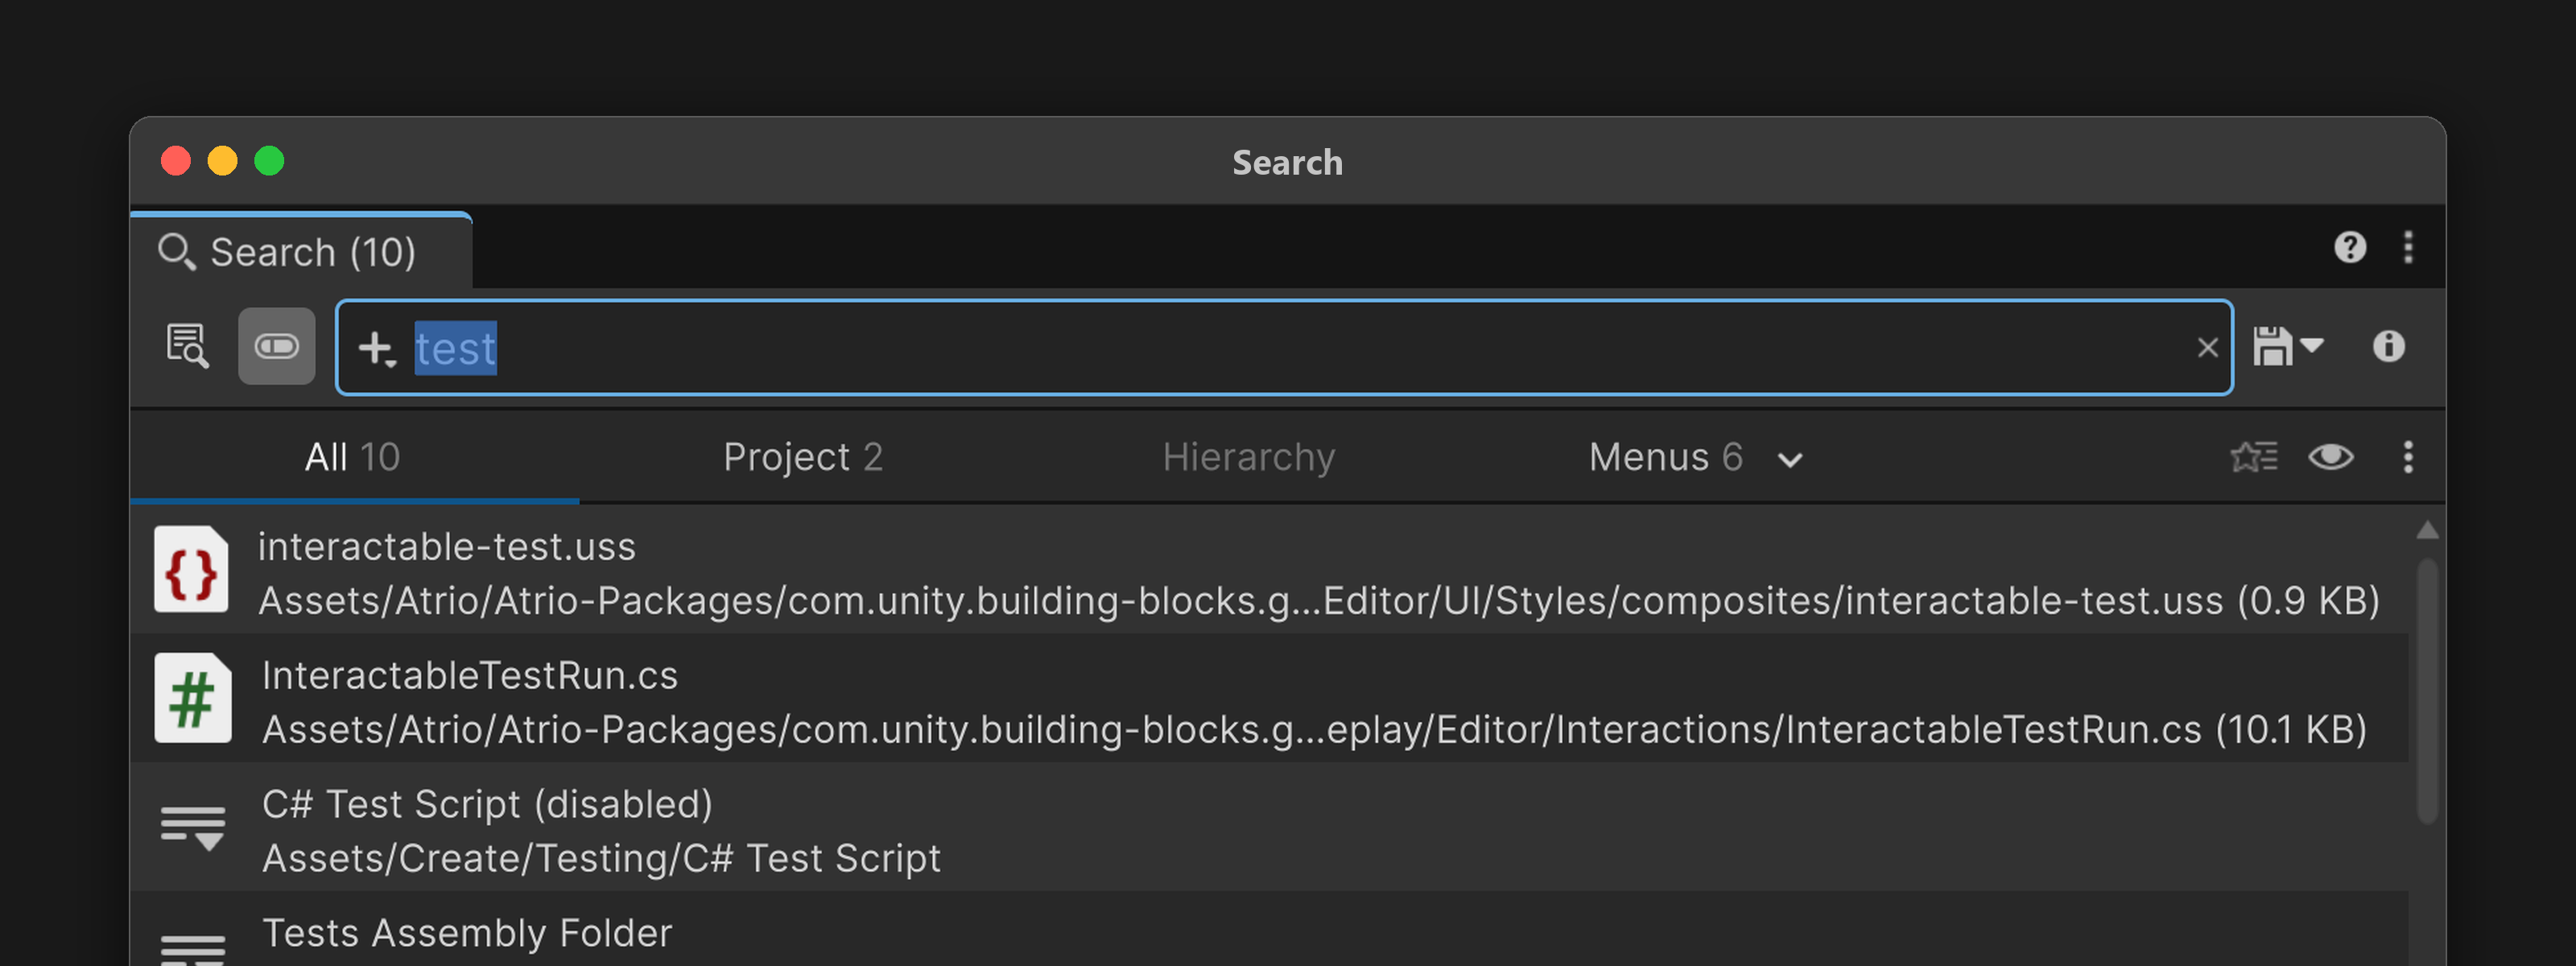 Search
Search (10)
test
All 10 Project 2 Hierarchy Menus 6
interactable-test.uss
Assets/Atrio/Atrio-Packages/com.unity.building-blocks.g...Editor/UI/Styles/composites/interactable-test.uss (0.9 KB)
InteractableTestRun.cs
Assets/Atrio/Atrio-Packages/com.unity.building-blocks.g...eplay/Editor/Interactions/InteractableTestRun.cs (10.1 KB)
C# Test Script (disabled)
Assets/Create/Testing/C# Test Script
Tests Assembly Folder